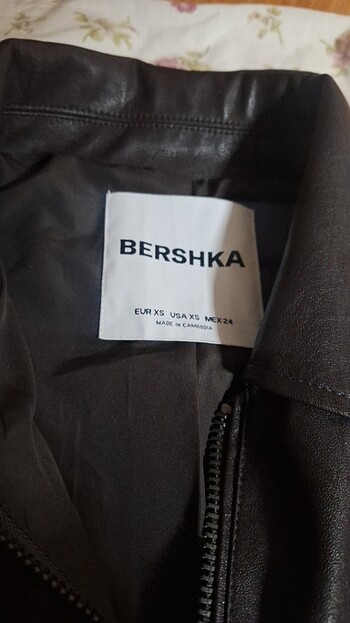 BERSHKA
EUR XS USA XS MEX 24
MADE IN CAMBODIA